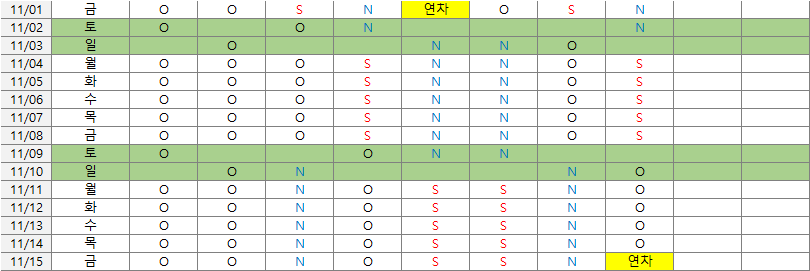 11/01 금 O O S N 연차 O S N
11/02 토 O O N N
11/03 일 O N N O
11/04 월 O O O S N N O S
11/05 화 O O O S N N O S
11/06 수 O O O S N N O S
11/07 목 O O O S N N O S
11/08 금 O O O S N N O S
11/09 토 O O N N
11/10 일 O N N O
11/11 월 O O N O S S N O
11/12 화 O O N O S S N O
11/13 수 O O N O S S N O
11/14 목 O O N O S S N O
11/15 금 O O N O S S N 연차